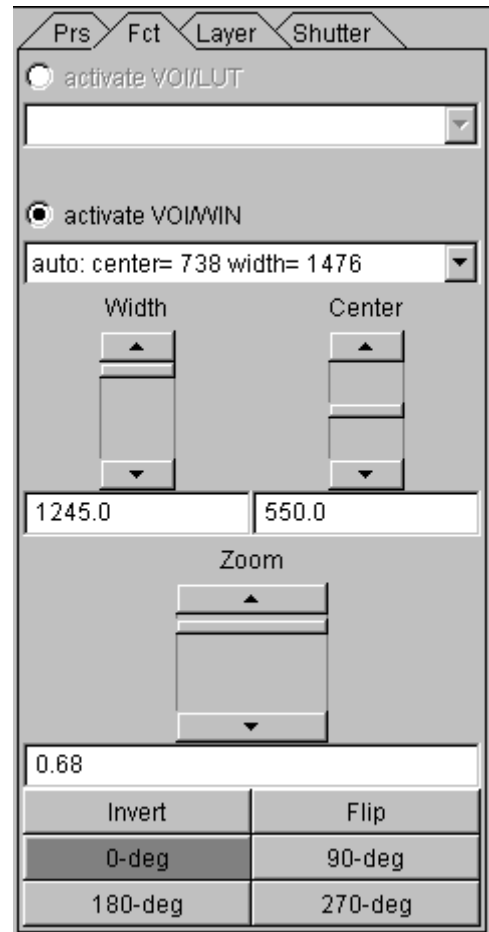 Prs Fct Layer Shutter
activate VOI/LUT
activate VOI/WIN
auto: center= 738 width= 1476
Width Center
1245.0 550.0
Zoom
0.68
Invert Flip
0-deg 90-deg
180-deg 270-deg